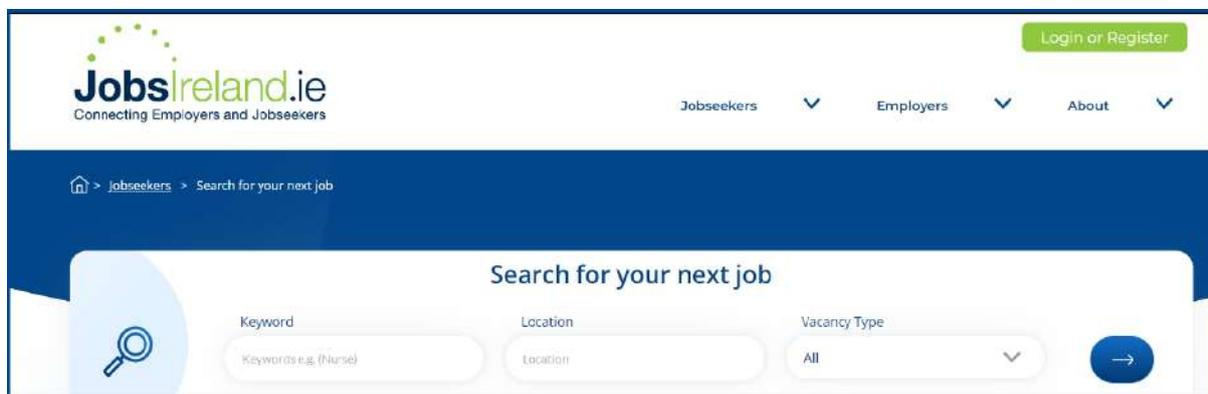 Login or Register
JobsIreland.ie
Connecting Employers and Jobseekers
Jobseekers Employers About
> Jobseekers > Search for your next job
Search for your next job
Keyword Location Vacancy Type
Keywords e.g. (Nurse) Location All